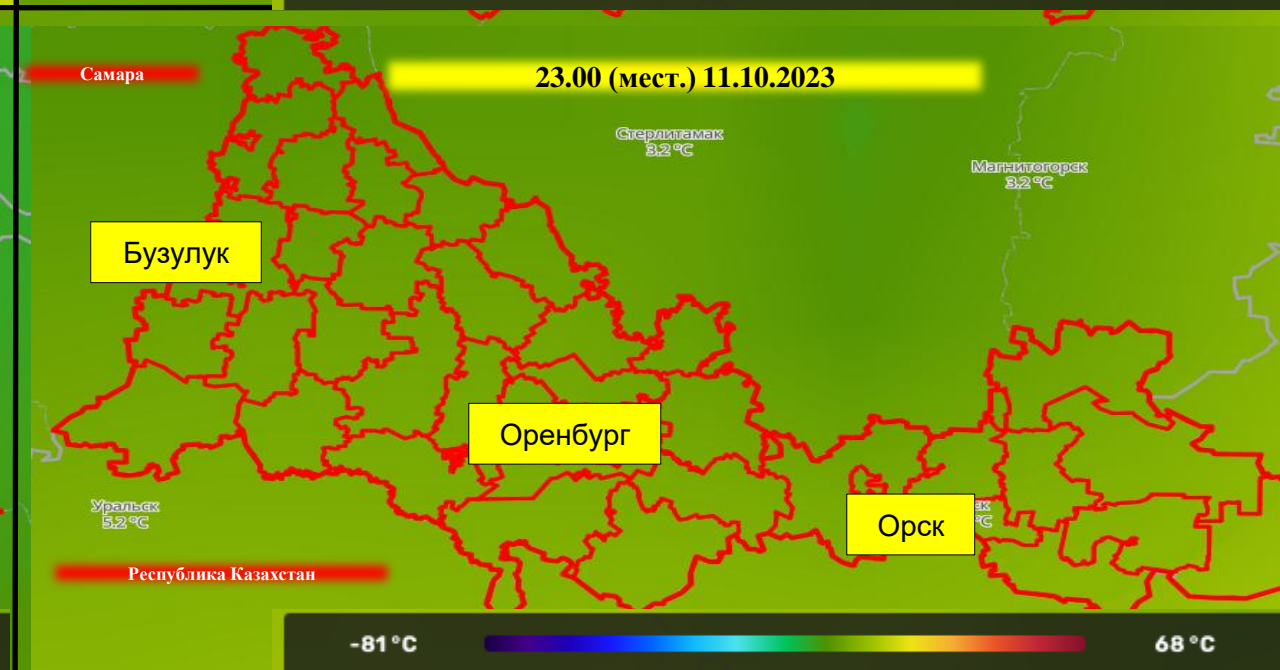 Самара
23.00 (мест.) 11.10.2023
Стерлитамак
3.2 °C
Магнитогорск
3.2 °C
Бузулук
Оренбург
Уральск
5.2 °C
Орск
ск
°C
Республика Казахстан
-81°C
68°C